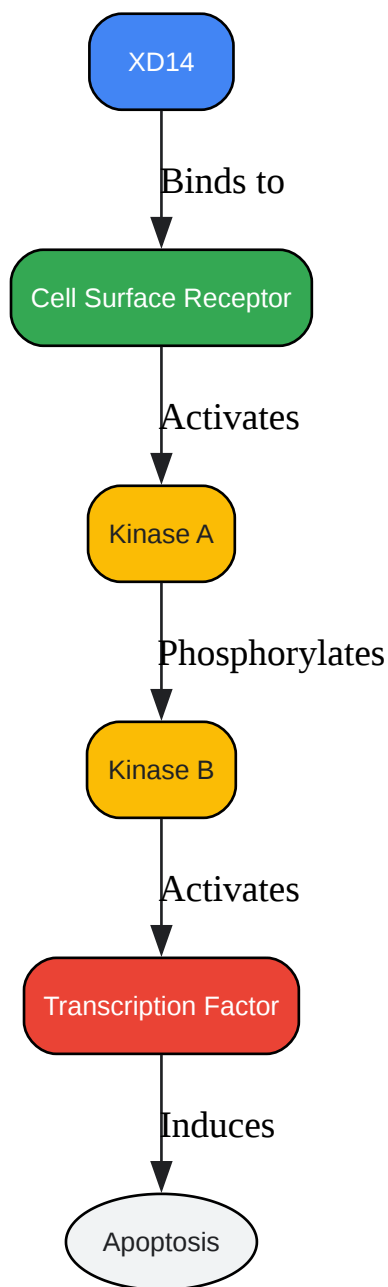 XD14
Binds to
Cell Surface Receptor
Activates
Kinase A
Phosphorylates
Kinase B
Activates
Transcription Factor
Induces
Apoptosis